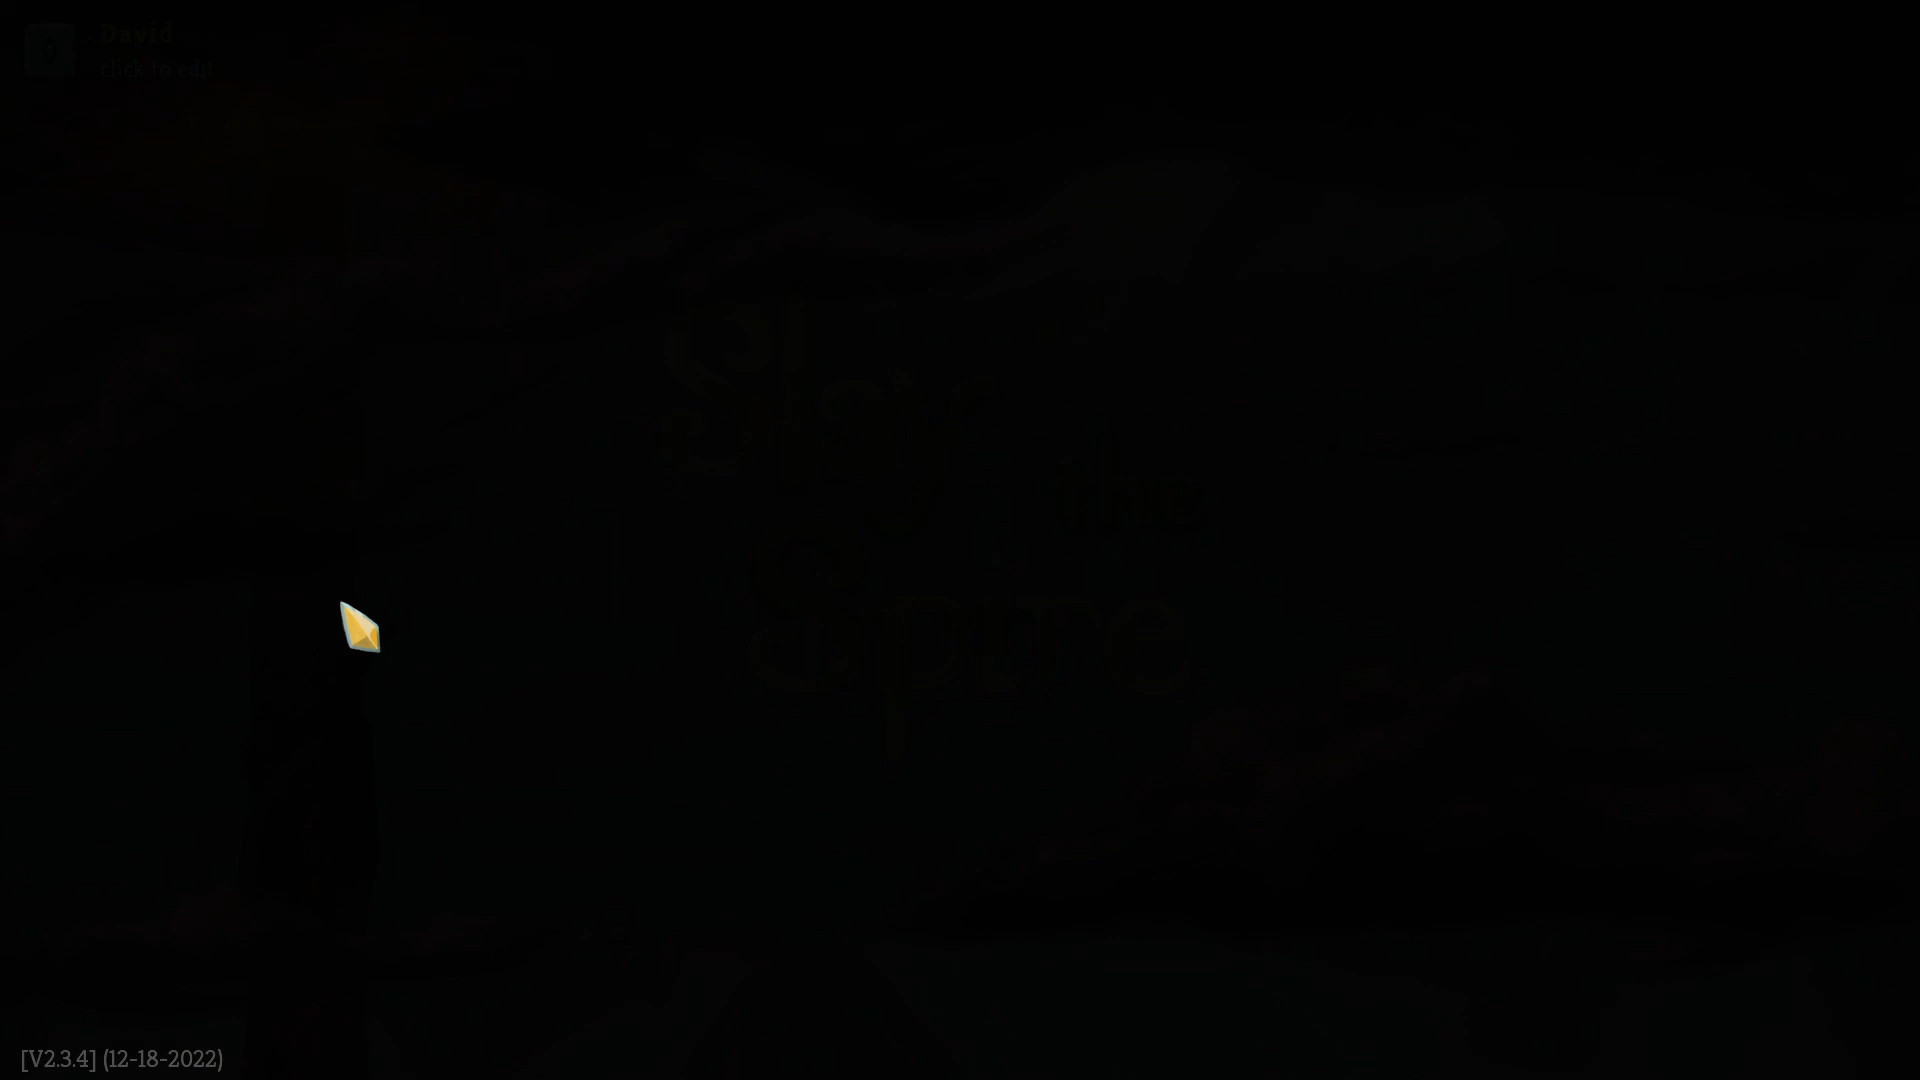 David
click to edit
Slay
the
Spire
[V2.3.4] (12-18-2022)